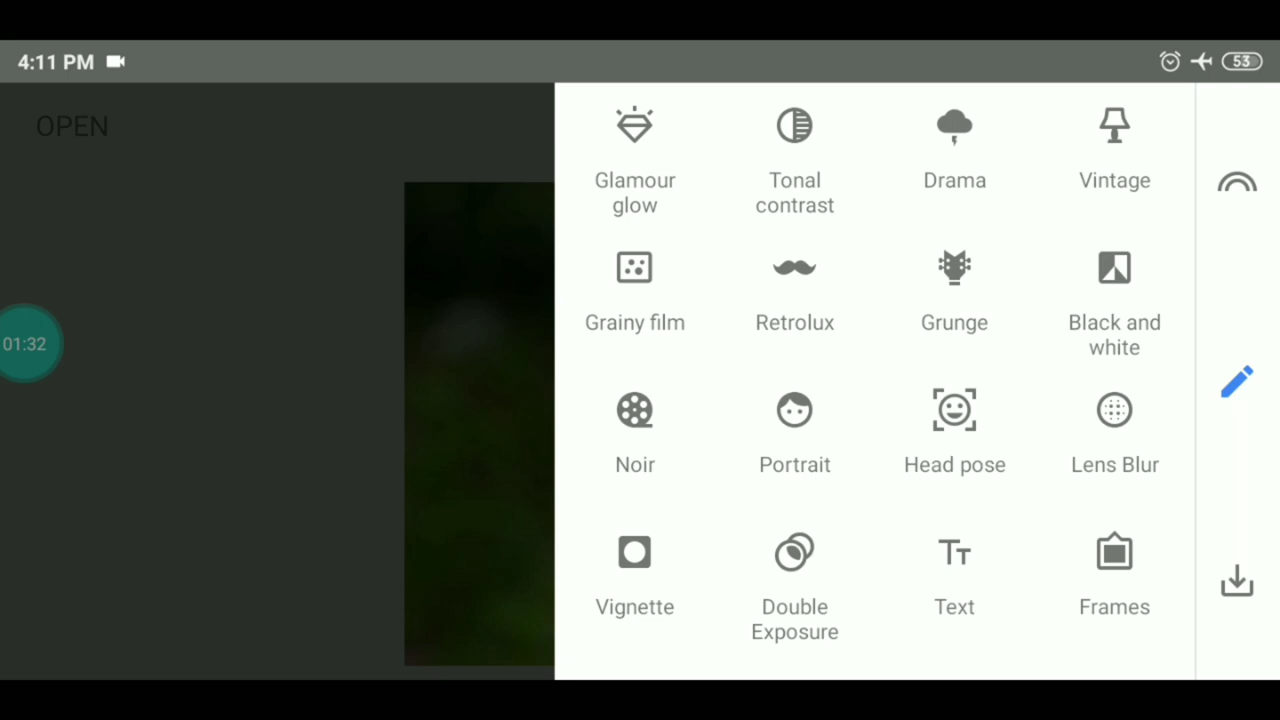 4:11 PM
53
OPEN
Glamour
glow
Tonal
contrast
Drama
Vintage
Grainy film
Retrolux
Grunge
Black and
white
01:32
Noir
Portrait
Head pose
Lens Blur
Vignette
Double
Exposure
Text
Frames